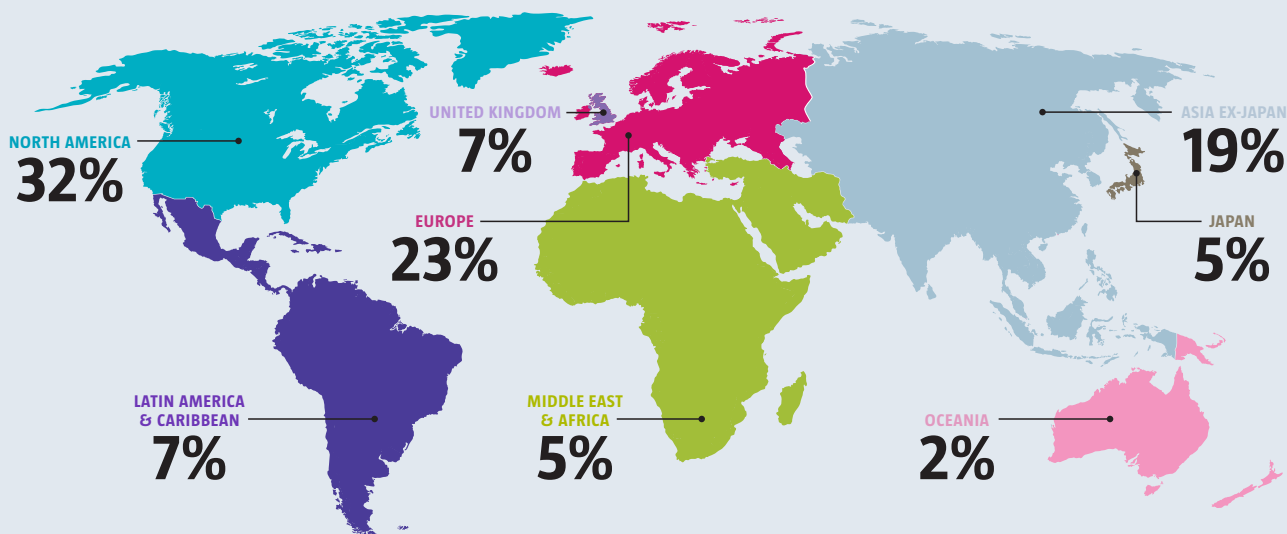 NORTH AMERICA
32%
UNITED KINGDOM
7%
ASIA EX-JAPAN
19%
EUROPE
23%
JAPAN
5%
LATIN AMERICA
& CARIBBEAN
7%
MIDDLE EAST
& AFRICA
5%
OCEANIA
2%